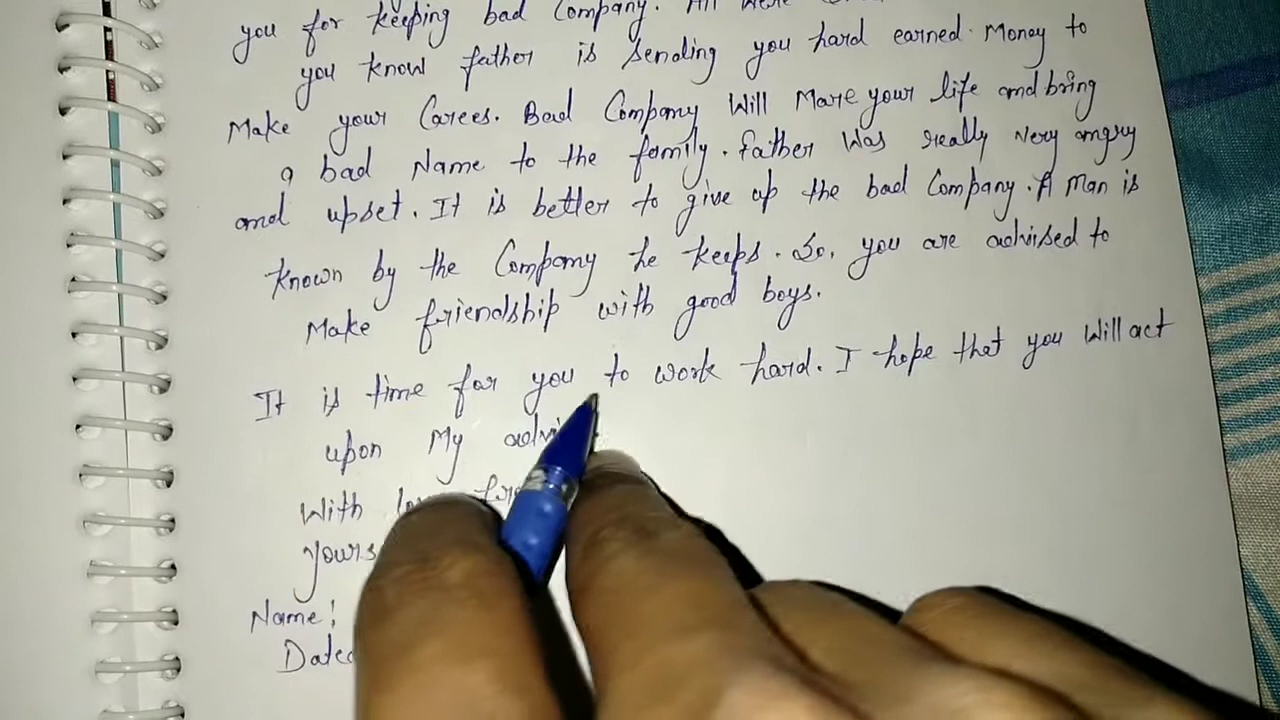 you for keeping bad Company. All were
you know father is sending you hard earned. Money to
Make your Carees. Bad Company Will Mare your life and bring
a bad Name to the family. father Was really very angry
and upset. It is better to give up the bad Company. A Man is
known by the Company he keeps. So, you are advised to
Make friendship with good boys.
It is time for you to work hard. I hope that you Will act
upon My
With
Name!